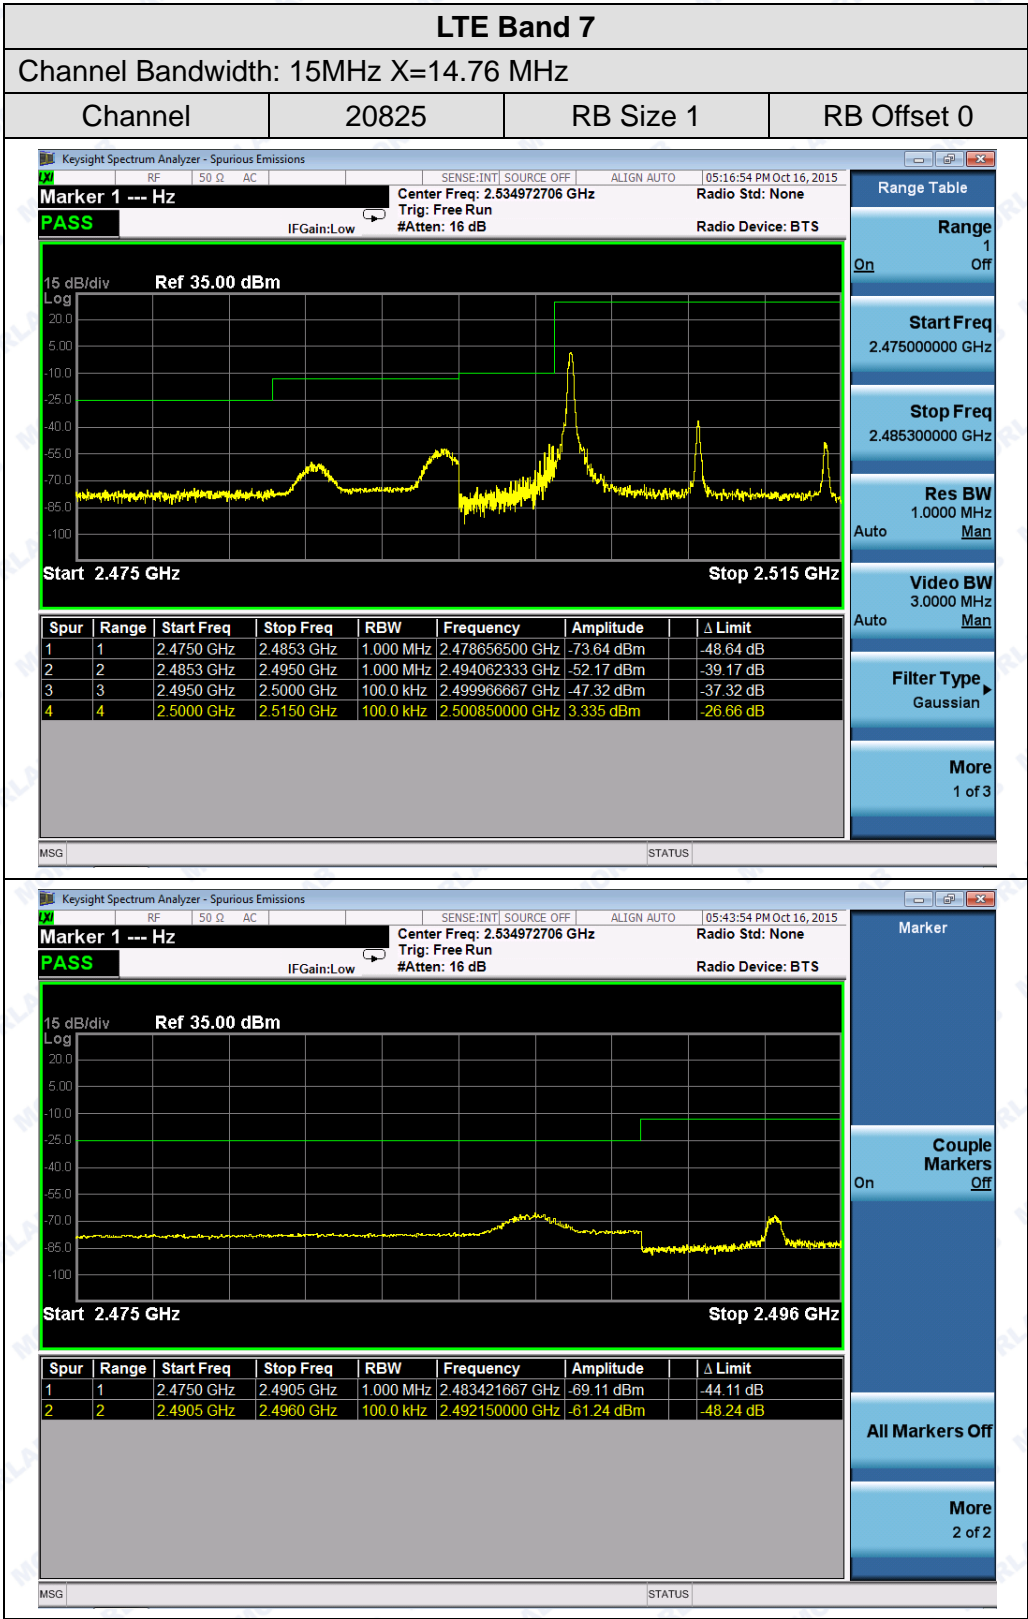 LTE Band 7
Channel Bandwidth: 15MHz X=14.76 MHz
Channel 20825 RB Size 1 RB Offset 0
Keysight Spectrum Analyzer - Spurious Emissions
LXI RF 50 Ω AC SENSE:INT SOURCE OFF ALIGN AUTO 05:16:54 PM Oct 16, 2015
Marker 1 --- Hz Center Freq: 2.534972706 GHz Radio Std: None
Trig: Free Run
PASS IFGain:Low #Atten: 16 dB Radio Device: BTS
15 dB/div Ref 35.00 dBm
Log
20.0
5.00
-10.0
-25.0
-40.0
-55.0
-70.0
-85.0
-100
Start 2.475 GHz Stop 2.515 GHz
Spur Range Start Freq Stop Freq RBW Frequency Amplitude Δ Limit
1 1 2.4750 GHz 2.4853 GHz 1.000 MHz 2.478656500 GHz -73.64 dBm -48.64 dB
2 2 2.4853 GHz 2.4950 GHz 1.000 MHz 2.494062333 GHz -52.17 dBm -39.17 dB
3 3 2.4950 GHz 2.5000 GHz 100.0 kHz 2.499966667 GHz -47.32 dBm -37.32 dB
4 4 2.5000 GHz 2.5150 GHz 100.0 kHz 2.500850000 GHz 3.335 dBm -26.66 dB
MSG STATUS
Range Table
Range
1
On Off
Start Freq
2.475000000 GHz
Stop Freq
2.485300000 GHz
Res BW
1.0000 MHz
Auto Man
Video BW
3.0000 MHz
Auto Man
Filter Type
Gaussian
More
1 of 3
Keysight Spectrum Analyzer - Spurious Emissions
LXI RF 50 Ω AC SENSE:INT SOURCE OFF ALIGN AUTO 05:43:54 PM Oct 16, 2015
Marker 1 --- Hz Center Freq: 2.534972706 GHz Radio Std: None
Trig: Free Run
PASS IFGain:Low #Atten: 16 dB Radio Device: BTS
15 dB/div Ref 35.00 dBm
Log
20.0
5.00
-10.0
-25.0
-40.0
-55.0
-70.0
-85.0
-100
Start 2.475 GHz Stop 2.496 GHz
Spur Range Start Freq Stop Freq RBW Frequency Amplitude Δ Limit
1 1 2.4750 GHz 2.4905 GHz 1.000 MHz 2.483421667 GHz -69.11 dBm -44.11 dB
2 2 2.4905 GHz 2.4960 GHz 100.0 kHz 2.492150000 GHz -61.24 dBm -48.24 dB
MSG STATUS
Marker
Couple
Markers
On Off
All Markers Off
More
2 of 2